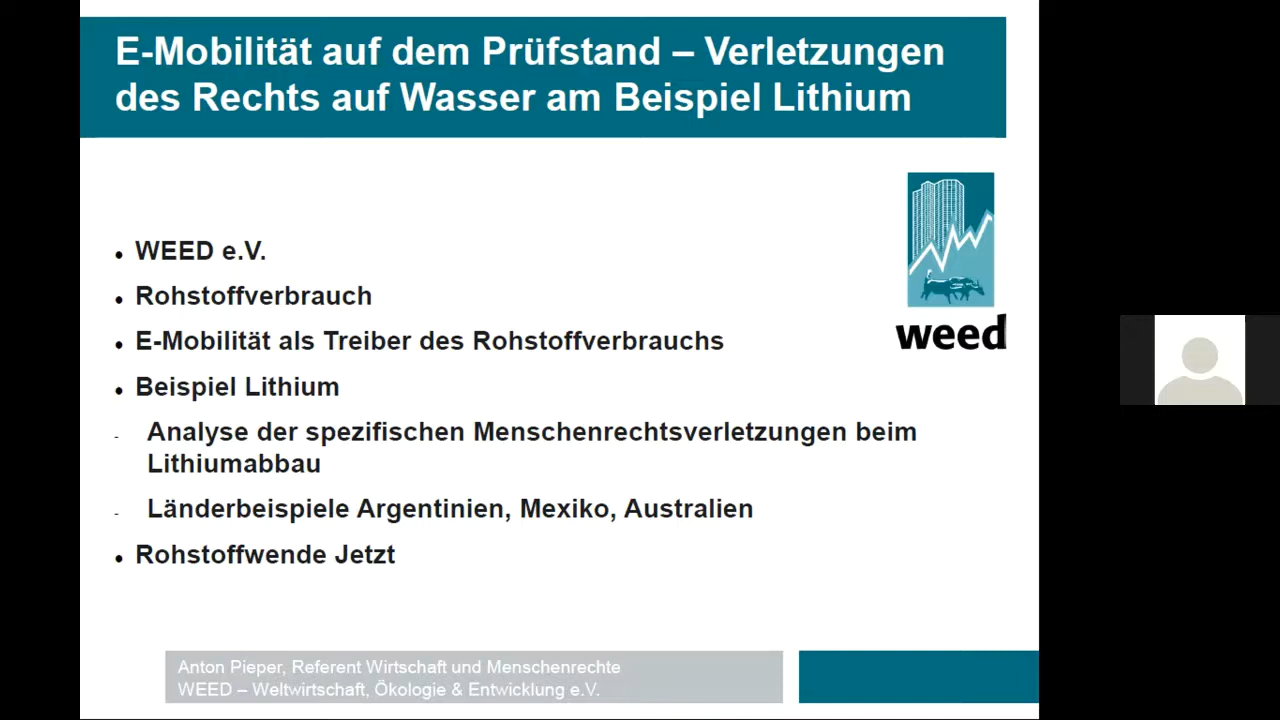 E-Mobilität auf dem Prüfstand – Verletzungen
des Rechts auf Wasser am Beispiel Lithium
weed
• WEED e.V.
• Rohstoffverbrauch
• E-Mobilität als Treiber des Rohstoffverbrauchs
• Beispiel Lithium
- Analyse der spezifischen Menschenrechtsverletzungen beim
Lithiumabbau
- Länderbeispiele Argentinien, Mexiko, Australien
• Rohstoffwende Jetzt
Anton Pieper, Referent Wirtschaft und Menschenrechte
WEED – Weltwirtschaft, Ökologie & Entwicklung e.V.